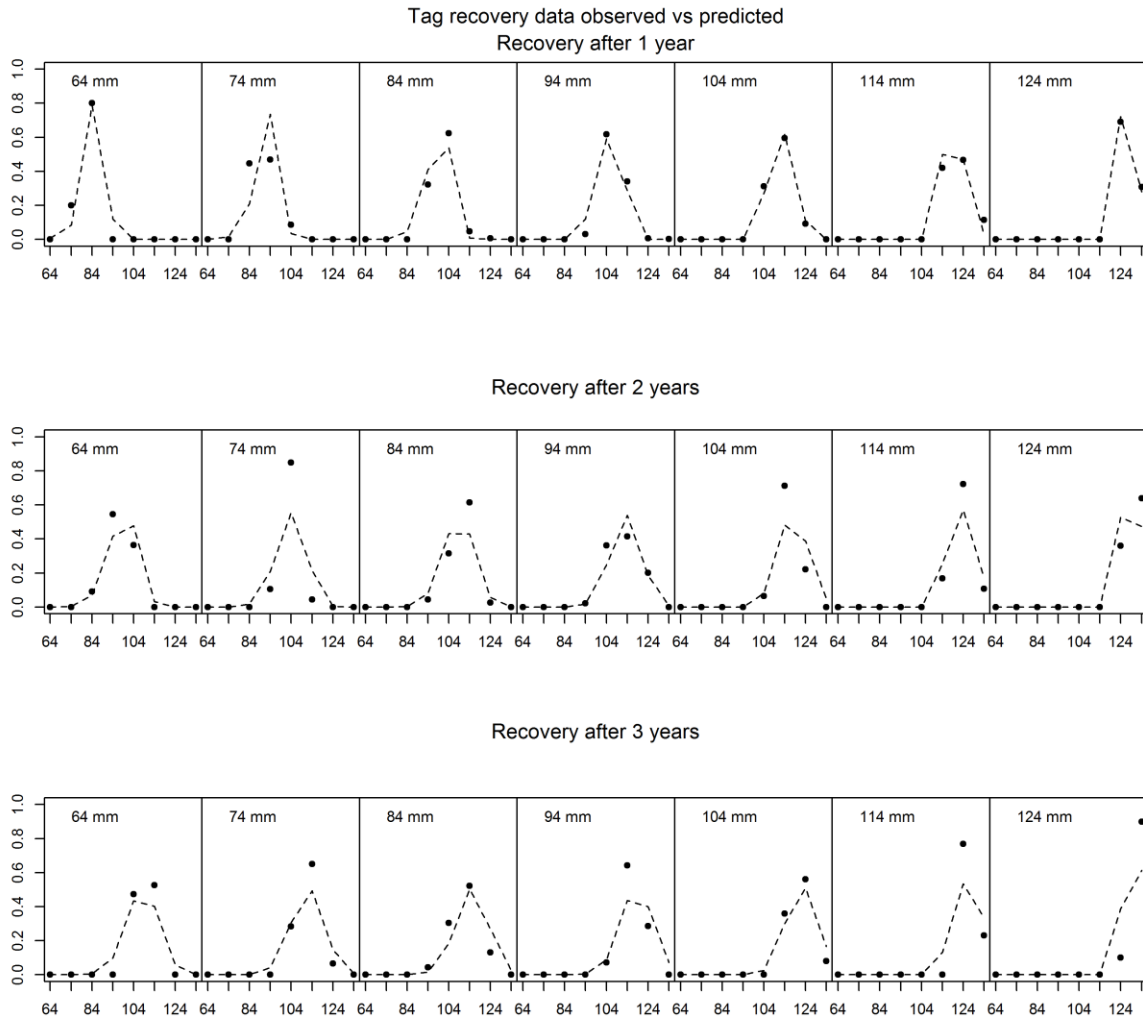 Tag recovery data observed vs predicted
Recovery after 1 year
64 mm 74 mm 84 mm 94 mm 104 mm 114 mm 124 mm
0.0 0.2 0.4 0.6 0.8 1.0
64 84 104 124 64 84 104 124 64 84 104 124 64 84 104 124 64 84 104 124 64 84 104 124 64 84 104 124
Recovery after 2 years
64 mm 74 mm 84 mm 94 mm 104 mm 114 mm 124 mm
0.0 0.2 0.4 0.6 0.8 1.0
64 84 104 124 64 84 104 124 64 84 104 124 64 84 104 124 64 84 104 124 64 84 104 124 64 84 104 124
Recovery after 3 years
64 mm 74 mm 84 mm 94 mm 104 mm 114 mm 124 mm
0.0 0.2 0.4 0.6 0.8 1.0
64 84 104 124 64 84 104 124 64 84 104 124 64 84 104 124 64 84 104 124 64 84 104 124 64 84 104 124